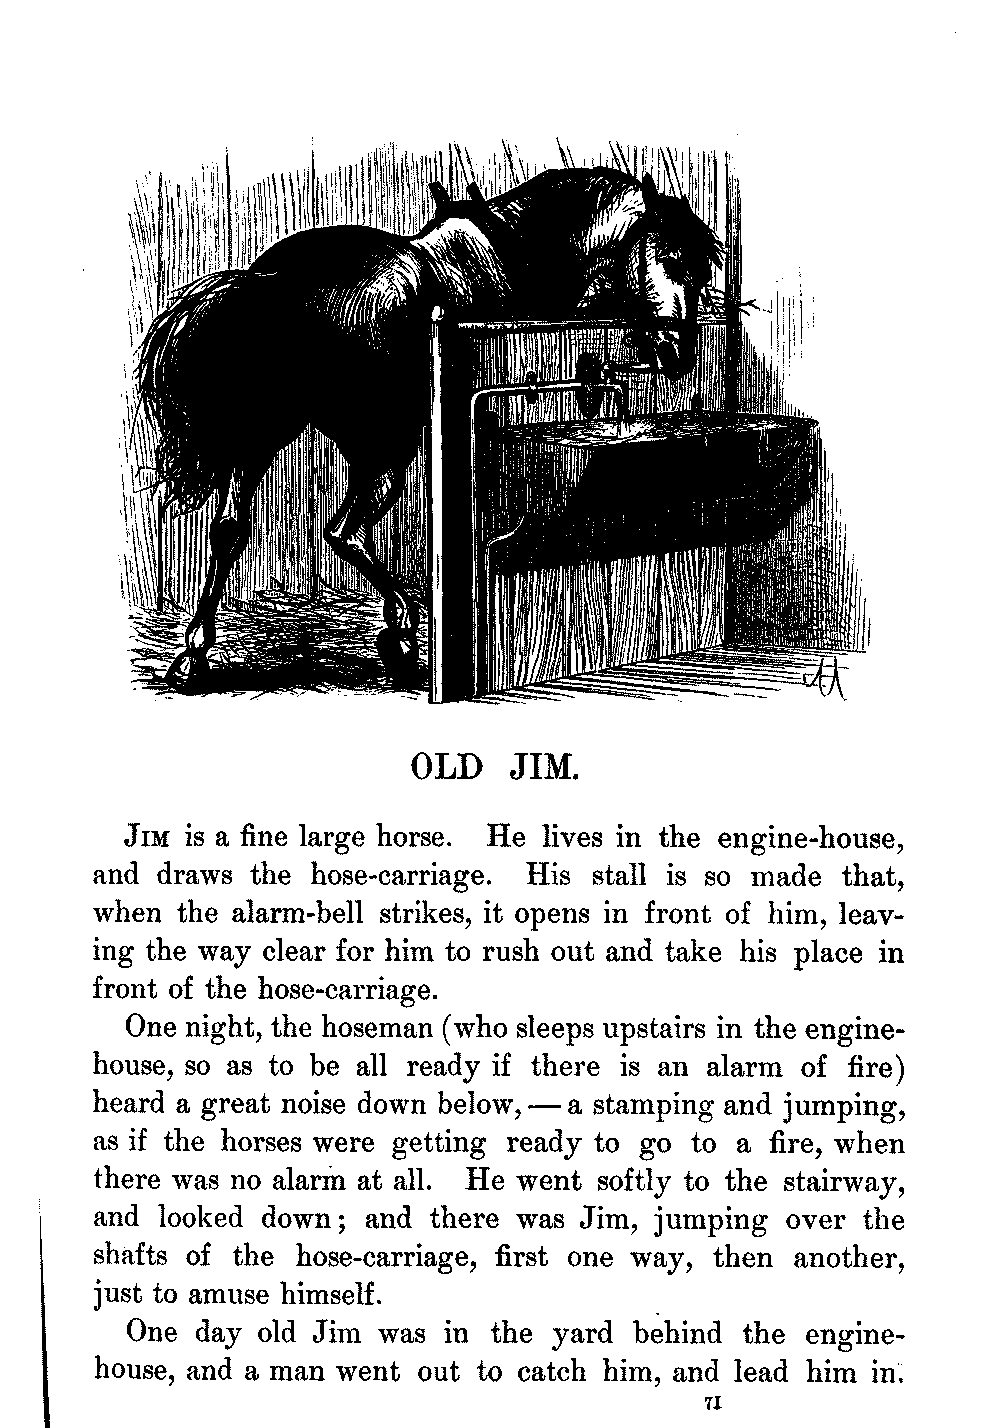 OLD JIM.
JIM is a fine large horse. He lives in the engine-house,
and draws the hose-carriage. His stall is so made that,
when the alarm-bell strikes, it opens in front of him, leav-
ing the way clear for him to rush out and take his place in
front of the hose-carriage.
One night, the hoseman (who sleeps upstairs in the engine-
house, so as to be all ready if there is an alarm of fire)
heard a great noise down below, — a stamping and jumping,
as if the horses were getting ready to go to a fire, when
there was no alarm at all. He went softly to the stairway,
and looked down; and there was Jim, jumping over the
shafts of the hose-carriage, first one way, then another,
just to amuse himself.
One day old Jim was in the yard behind the engine-
house, and a man went out to catch him, and lead him in.
71